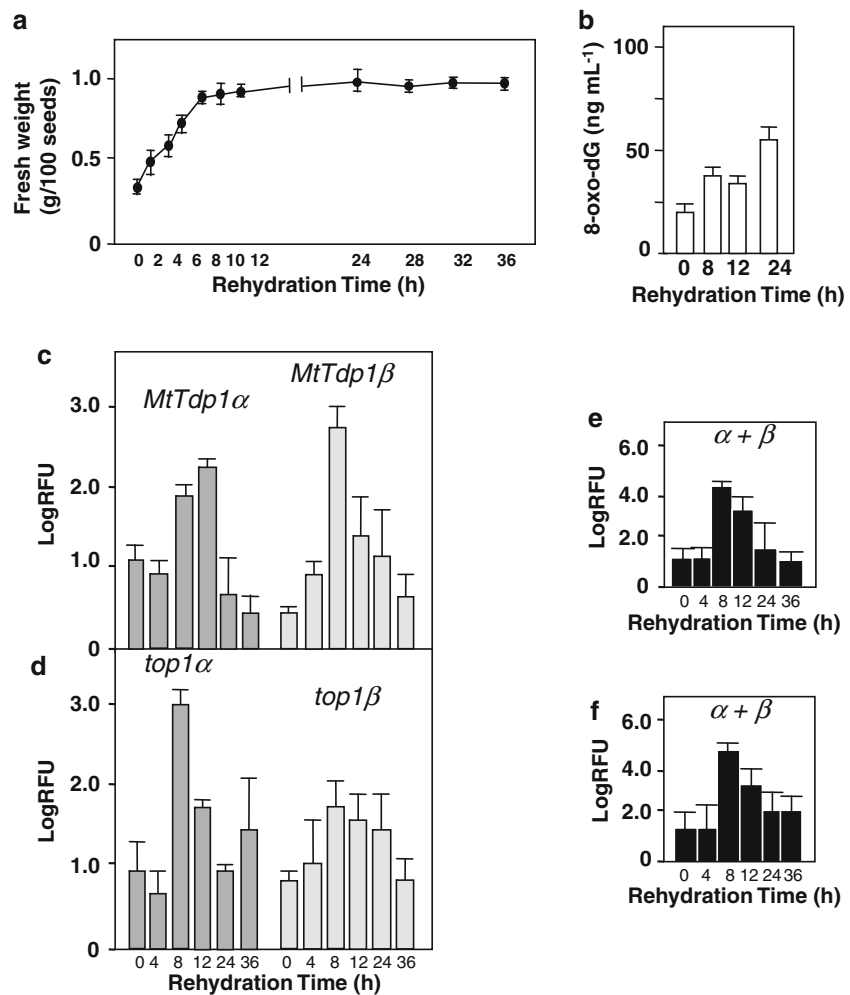 a
Fresh weight
(g/100 seeds)
1.0
0.5
0
0 2 4 6 8 10 12 24 28 32 36
Rehydration Time (h)
b
8-oxo-dG (ng mL-1)
100
50
0
0 8 12 24
Rehydration Time (h)
c
LogRFU
3.0
2.0
1.0
0
MtTdp1α
MtTdp1β
d
LogRFU
3.0
2.0
1.0
0
top1α
top1β
0 4 8 12 24 36 0 4 8 12 24 36
Rehydration Time (h)
e
LogRFU
6.0
4.0
2.0
0
α + β
0 4 8 12 24 36
Rehydration Time (h)
f
LogRFU
6.0
4.0
2.0
0
α + β
0 4 8 12 24 36
Rehydration Time (h)